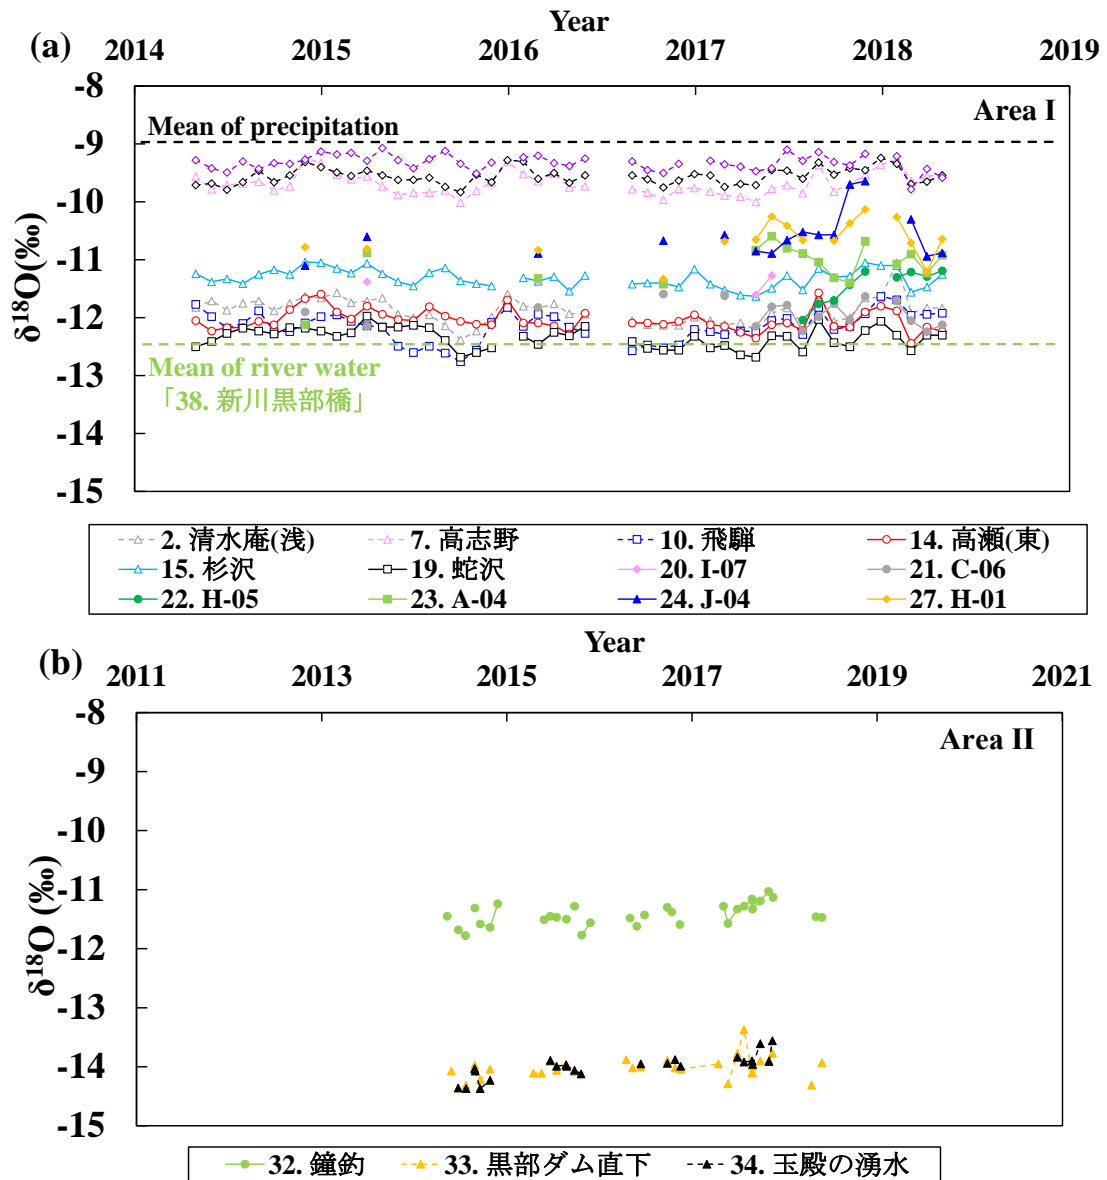 Year
(a)
2014 2015 2016 2017 2018 2019
-8
Area I
Mean of precipitation
-9
-10
-11
δ¹⁸O(‰)
-12
-13
Mean of river water
「38. 新川黒部橋」
-14
-15
2. 清水庵(浅) 7. 高志野 10. 飛騨 14. 高瀬(東)
15. 杉沢 19. 蛇沢 20. I-07 21. C-06
22. H-05 23. A-04 24. J-04 27. H-01
(b)
Year
2011 2013 2015 2017 2019 2021
-8
Area II
-9
-10
-11
δ¹⁸O (‰)
-12
-13
-14
-15
32. 鐘釣 33. 黒部ダム直下 34. 玉殿の湧水